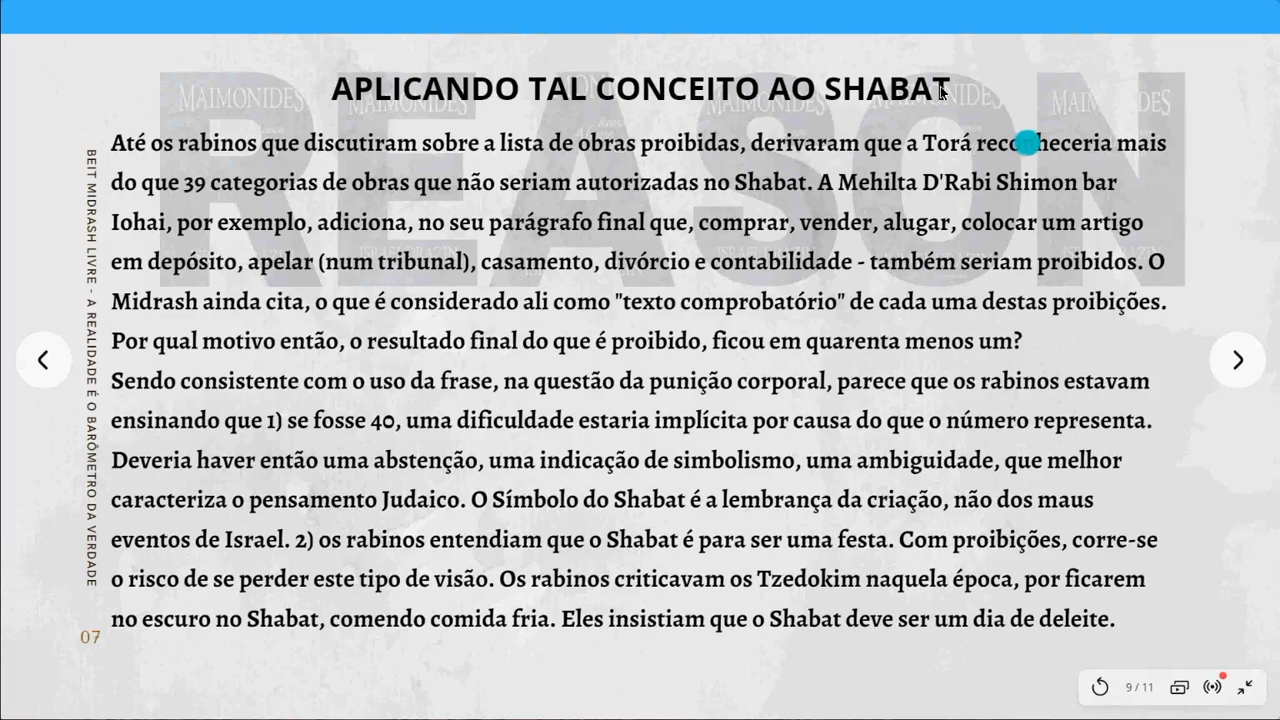 APLICANDO TAL CONCEITO AO SHABAT
Até os rabinos que discutiram sobre a lista de obras proibidas, derivaram que a Torá reconheceria mais
do que 39 categorias de obras que não seriam autorizadas no Shabat. A Mehilta D'Rabi Shimon bar
Iohai, por exemplo, adiciona, no seu parágrafo final que, comprar, vender, alugar, colocar um artigo
em depósito, apelar (num tribunal), casamento, divórcio e contabilidade - também seriam proibidos. O
Midrash ainda cita, o que é considerado ali como "texto comprobatório" de cada uma destas proibições.
Por qual motivo então, o resultado final do que é proibido, ficou em quarenta menos um?
Sendo consistente com o uso da frase, na questão da punição corporal, parece que os rabinos estavam
ensinando que 1) se fosse 40, uma dificuldade estaria implícita por causa do que o número representa.
Deveria haver então uma abstenção, uma indicação de simbolismo, uma ambiguidade, que melhor
caracteriza o pensamento Judaico. O Símbolo do Shabat é a lembrança da criação, não dos maus
eventos de Israel. 2) os rabinos entendiam que o Shabat é para ser uma festa. Com proibições, corre-se
o risco de se perder este tipo de visão. Os rabinos criticavam os Tzedokim naquela época, por ficarem
no escuro no Shabat, comendo comida fria. Eles insistiam que o Shabat deve ser um dia de deleite.
BEIT MIDRASH LIVRE - A REALIDADE É O BARÔMETRO DA VERDADE
07
REASON
MAIMONIDES MAIMONIDES MAIMONIDES MAIMONIDES
9 / 11